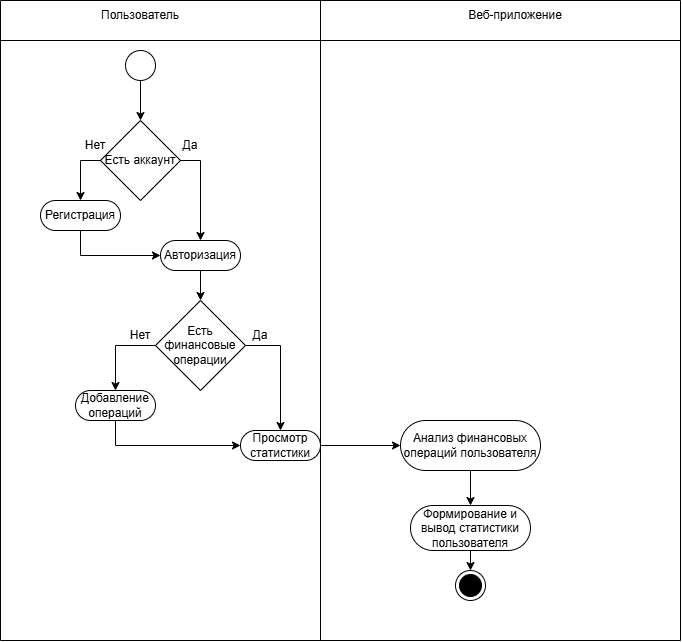 Пользователь
Веб-приложение
Нет
Да
Есть аккаунт
Регистрация
Авторизация
Нет
Да
Есть
финансовые
операции
Добавление
операций
Просмотр
статистики
Анализ финансовых
операций пользователя
Формирование и
вывод статистики
пользователя